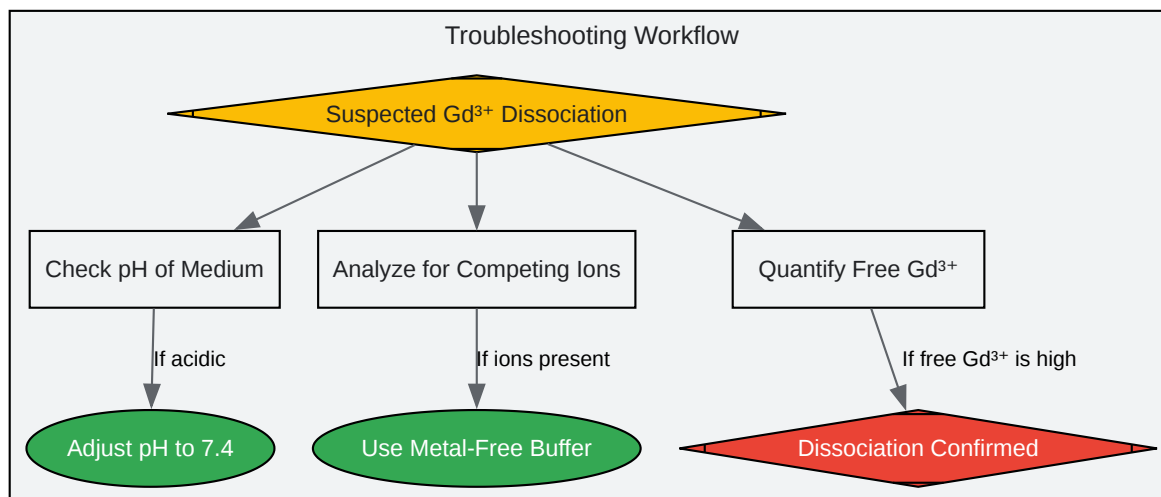 Troubleshooting Workflow
Suspected Gd³⁺ Dissociation
Check pH of Medium
Analyze for Competing Ions
Quantify Free Gd³⁺
If acidic
If ions present
If free Gd³⁺ is high
Adjust pH to 7.4
Use Metal-Free Buffer
Dissociation Confirmed